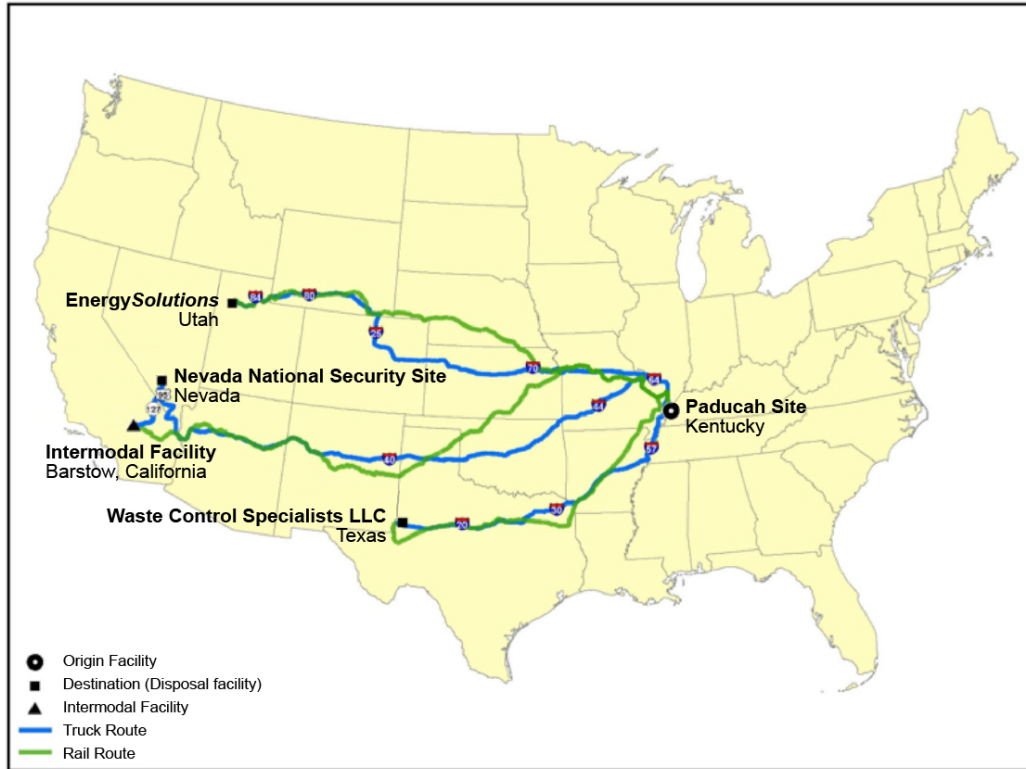 84
80
EnergySolutions
Utah
25
70
64
Nevada National Security Site
Nevada
95
127
44
Paducah Site
Kentucky
Intermodal Facility
Barstow, California
40
57
Waste Control Specialists LLC
Texas
20
30
Origin Facility
Destination (Disposal facility)
Intermodal Facility
Truck Route
Rail Route